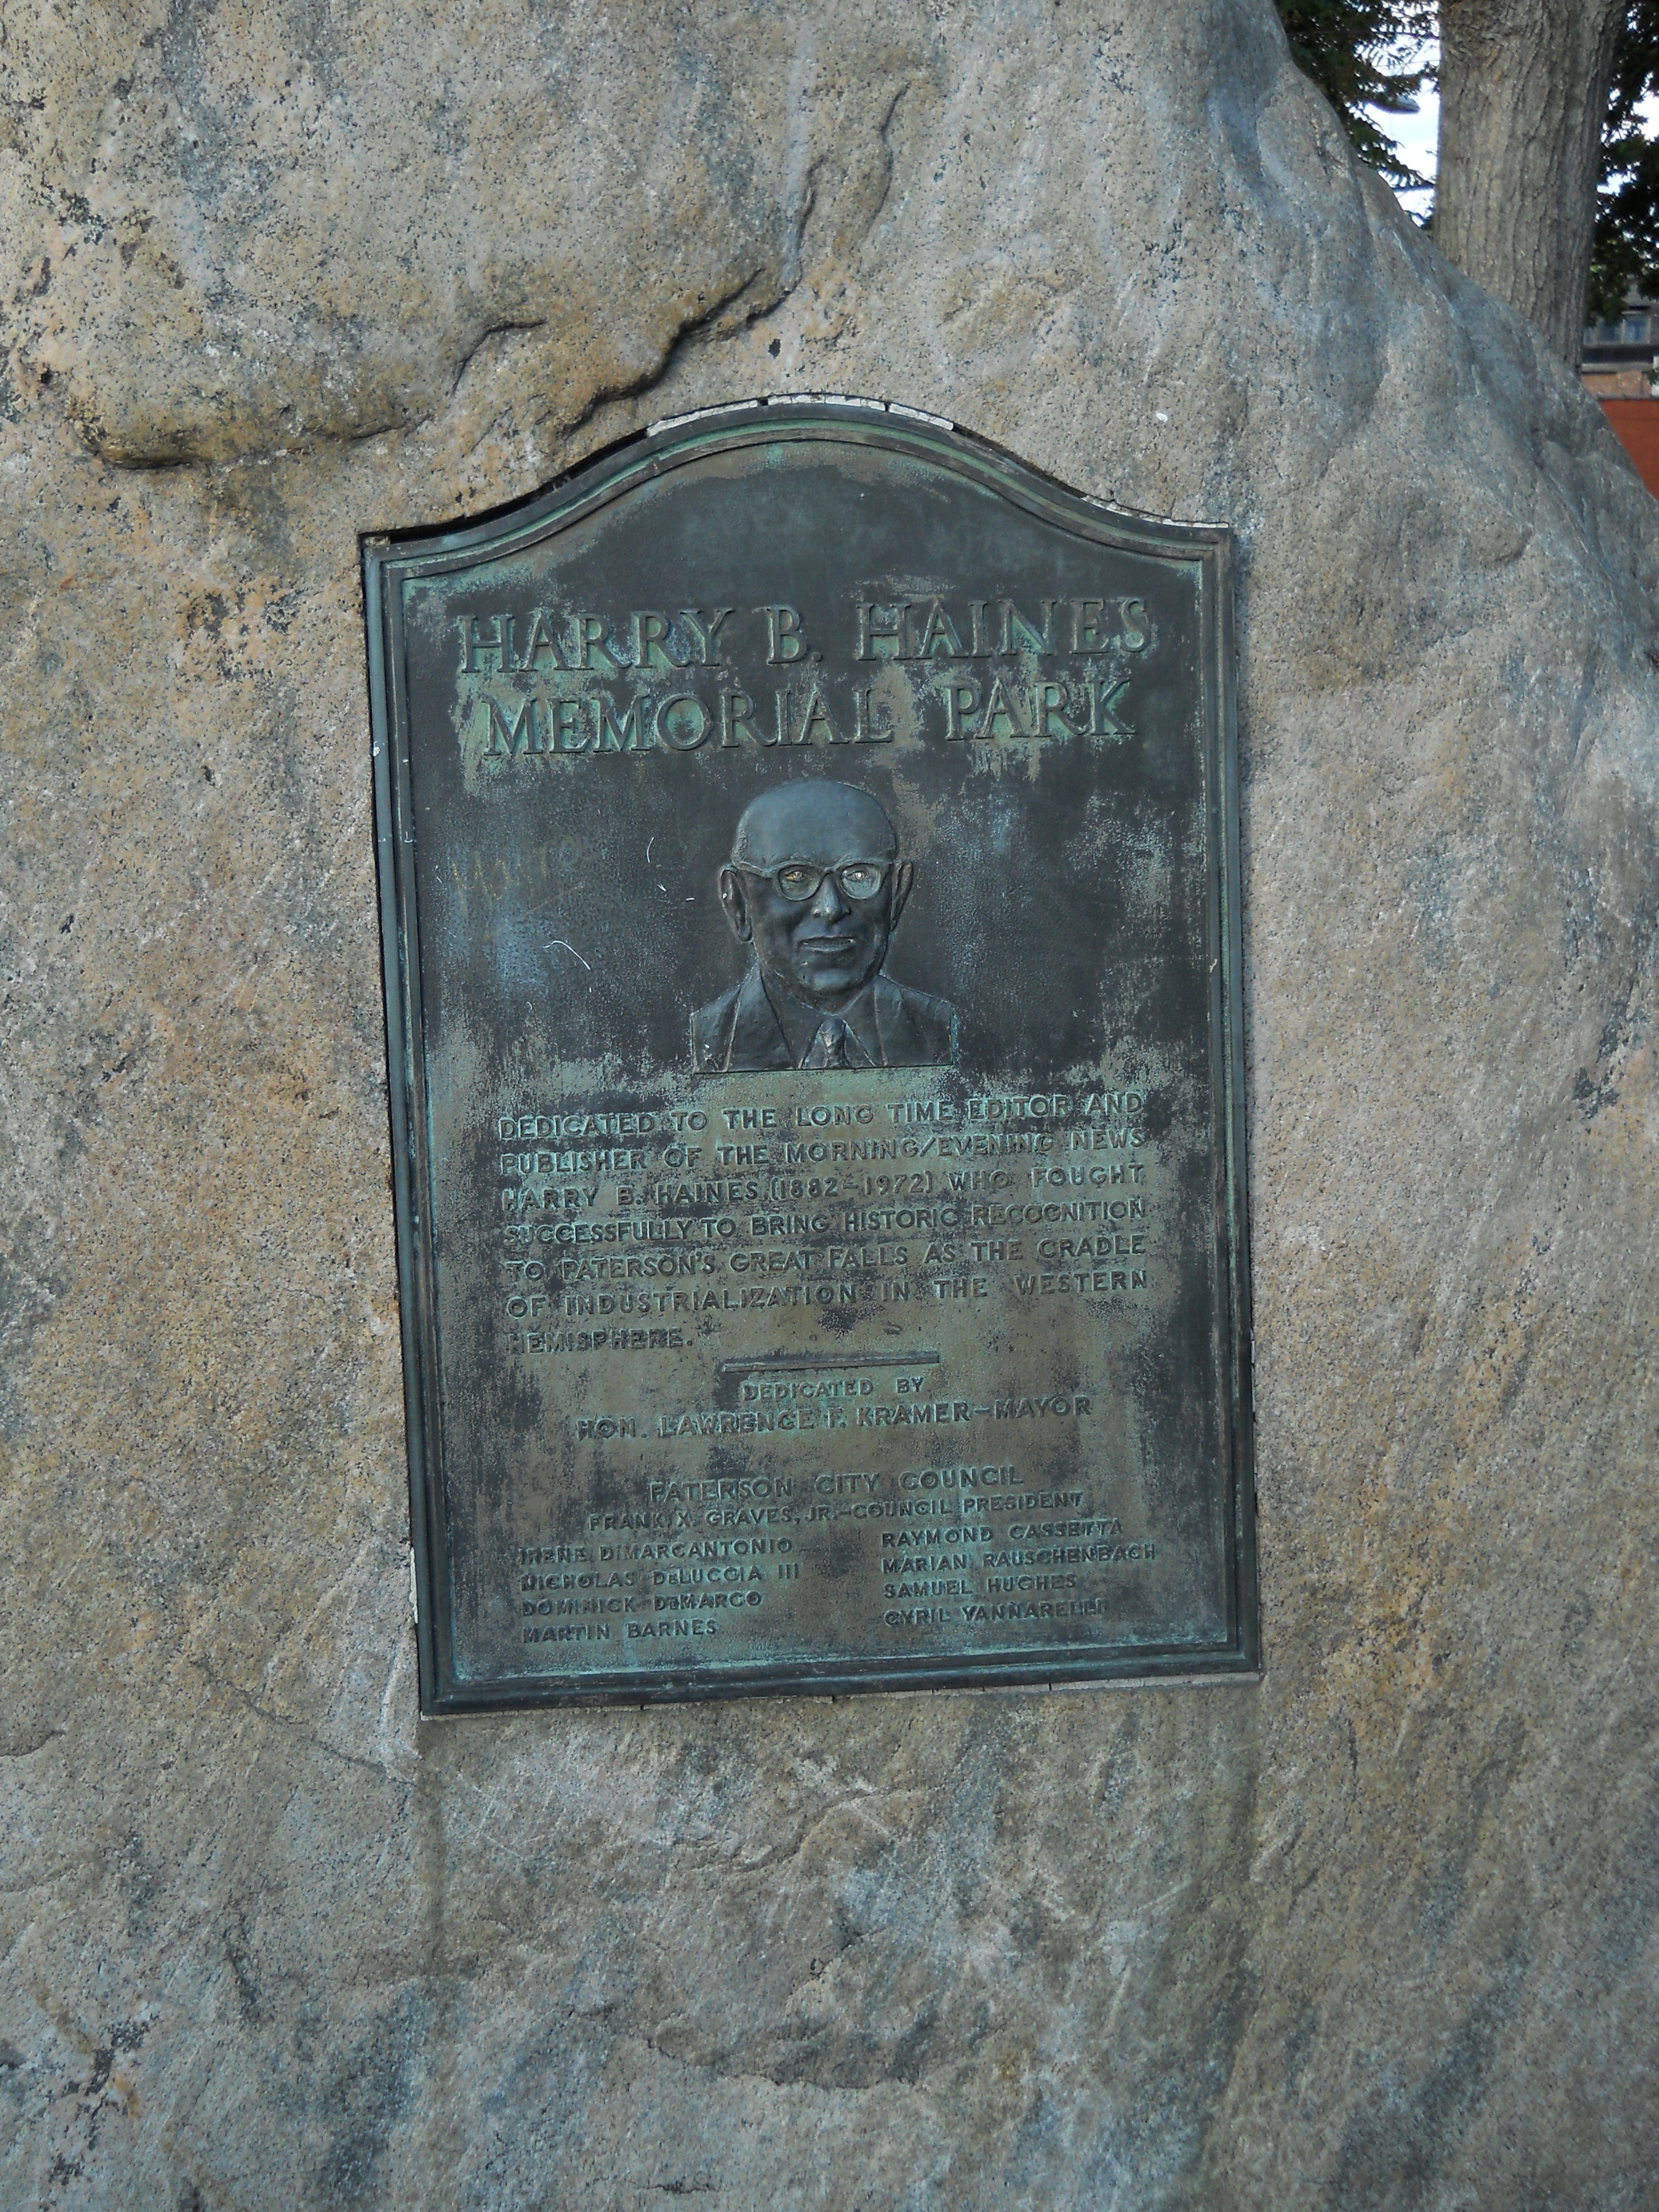 HARRY B. HAINES
MEMORIAL PARK
DEDICATED TO THE LONG TIME EDITOR AND
PUBLISHER OF THE MORNING/EVENING NEWS
HARRY B. HAINES (1882-1972) WHO FOUGHT
SUCCESSFULLY TO BRING HISTORIC RECOGNITION
TO PATERSON'S GREAT FALLS AS THE CRADLE
OF INDUSTRIALIZATION IN THE WESTERN
HEMISPHERE.
DEDICATED BY
HON. LAWRENCE F. KRAMER-MAYOR
PATERSON CITY COUNCIL
FRANK X. GRAVES, JR.-COUNCIL PRESIDENT
IRENE DIMARCANTONIO
NICHOLAS DeLUCCIA III
DOMINICK DeMARCO
MARTIN BARNES
RAYMOND CASSETTA
MARIAN RAUSCHENBACH
SAMUEL HUGHES
CYRIL YANNARELLI